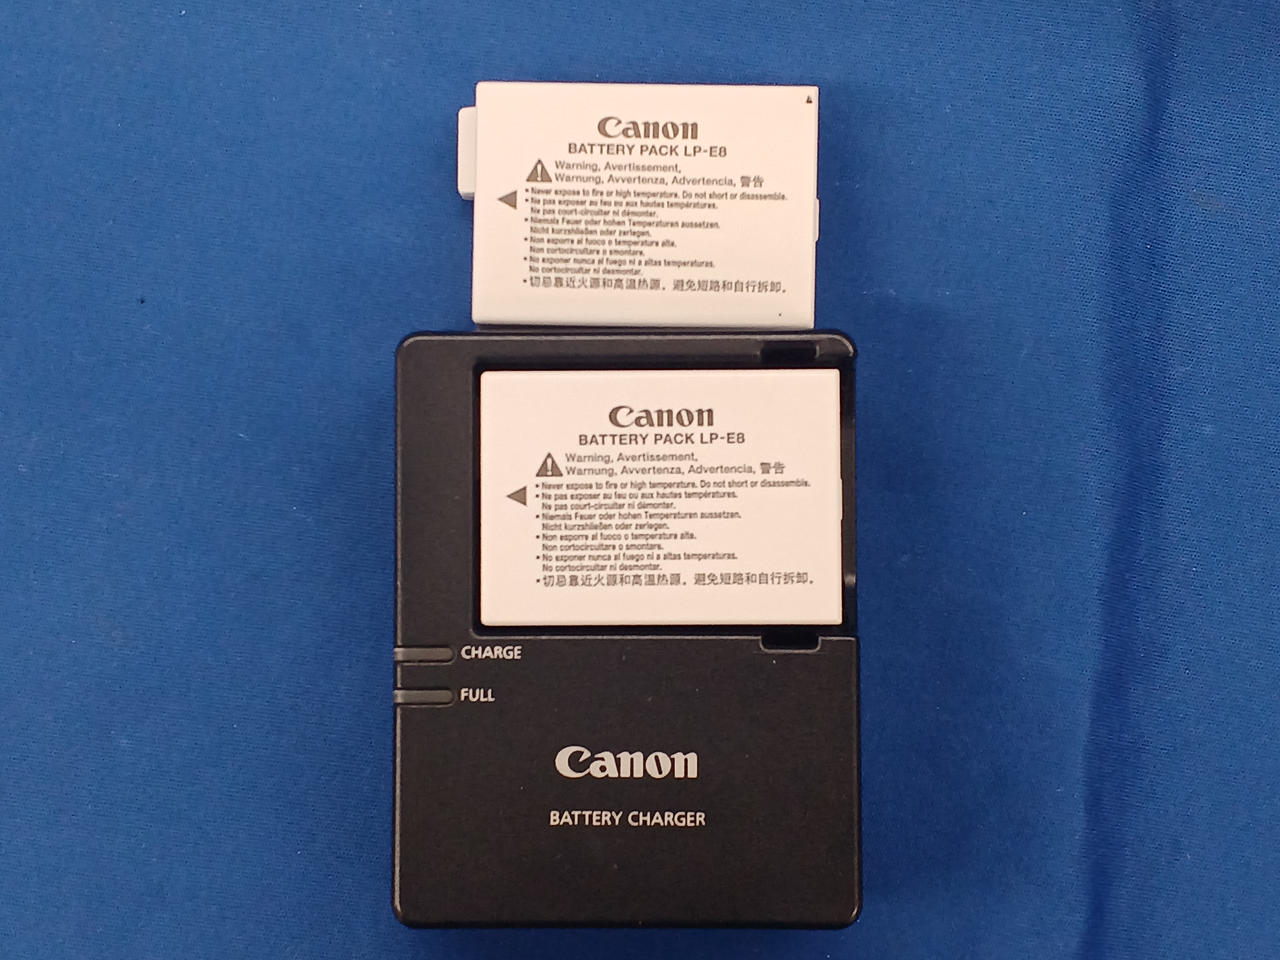 Canon
BATTERY PACK LP-E8
Warning, Avertissement,
Warnung, Avvertenza, Advertencia, 警告
• Never expose to fire or high temperature. Do not short or disassemble.
• Ne pas exposer au feu ou aux hautes températures.
Ne pas court-circuiter ni démonter.
• Niemals Feuer oder hohen Temperaturen aussetzen.
Nicht kurzshließen oder zerlegen.
• Non esporre al fuoco o temperature alte.
Non cortocircuitare o smontare.
• No exponer nunca al fuego ni a altas temperaturas.
No cortocircuitar ni desmontar.
• 切忌靠近火源和高温热源，避免短路和自行拆卸。
Canon
BATTERY PACK LP-E8
Warning, Avertissement,
Warnung, Avvertenza, Advertencia, 警告
• Never expose to fire or high temperature. Do not short or disassemble.
• Ne pas exposer au feu ou aux hautes températures.
Ne pas court-circuiter ni démonter.
• Niemals Feuer oder hohen Temperaturen aussetzen.
Nicht kurzshließen oder zerlegen.
• Non esporre al fuoco o temperature alte.
Non cortocircuitare o smontare.
• No exponer nunca al fuego ni a altas temperaturas.
No cortocircuitar ni desmontar.
• 切忌靠近火源和高温热源，避免短路和自行拆卸。
CHARGE
FULL
Canon
BATTERY CHARGER